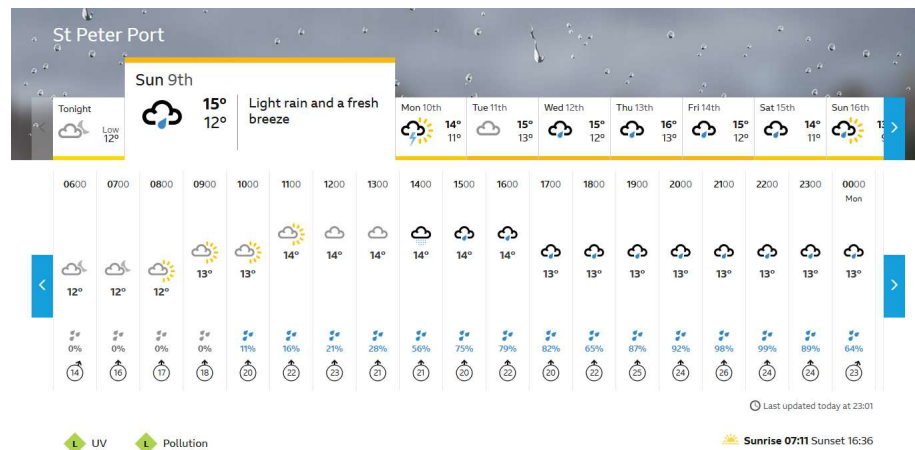 St Peter Port
Tonight
Low
12°
Sun 9th
15°
12°
Light rain and a fresh
breeze
Mon 10th
14°
11°
Tue 11th
15°
13°
Wed 12th
15°
12°
Thu 13th
16°
13°
Fri 14th
15°
12°
Sat 15th
14°
11°
Sun 16th
0600 0700 0800 0900 1000 1100 1200 1300 1400 1500 1600 1700 1800 1900 2000 2100 2200 2300 0000
Mon
12° 12° 12° 13° 13° 14° 14° 14° 14° 14° 14° 13° 13° 13° 13° 13° 13° 13° 13°
0% 0% 0% 0% 11% 16% 21% 28% 56% 75% 79% 82% 65% 87% 92% 98% 99% 89% 64%
14 16 17 18 20 22 23 21 21 20 22 20 22 25 24 26 24 24 23
Last updated today at 23:01
L UV L Pollution
Sunrise 07:11 Sunset 16:36